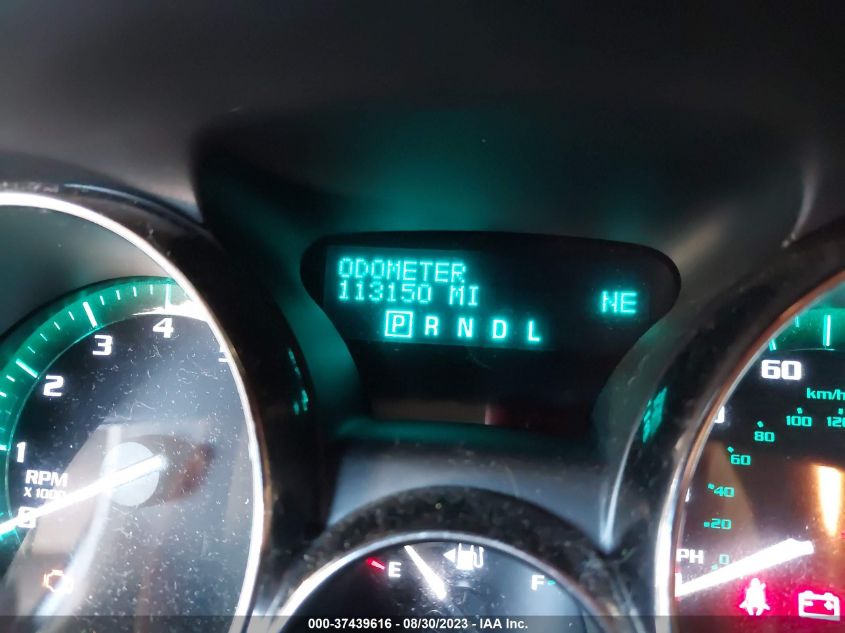 ODOMETER
113150 MI
NE
P R N D L
1 2 3 4
RPM
X 1000
0
E F
60
km/h
0 20 40 60 80 100
000-37439616 - 08/30/2023 - IAA Inc.